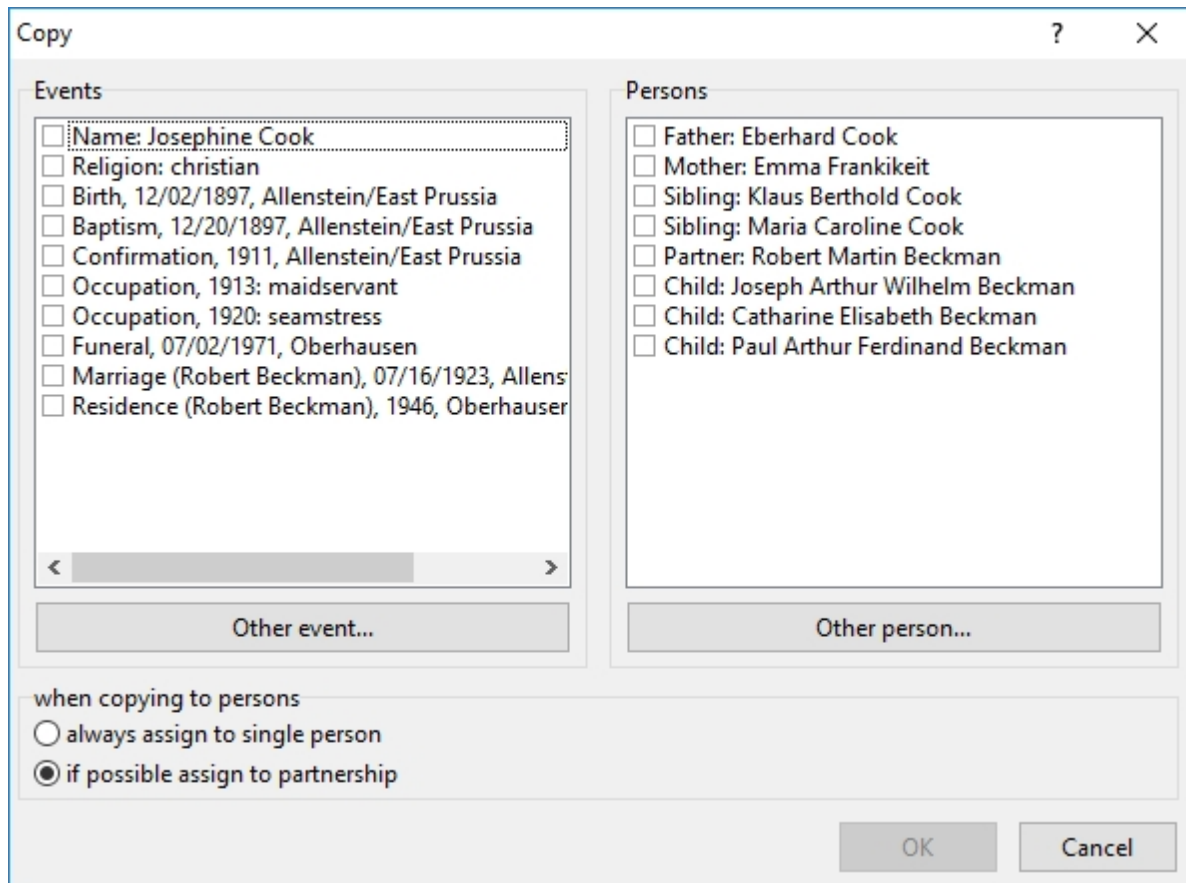 Copy
Events
Name: Josephine Cook
Religion: christian
Birth, 12/02/1897, Allenstein/East Prussia
Baptism, 12/20/1897, Allenstein/East Prussia
Confirmation, 1911, Allenstein/East Prussia
Occupation, 1913: maidservant
Occupation, 1920: seamstress
Funeral, 07/02/1971, Oberhausen
Marriage (Robert Beckman), 07/16/1923, Allens
Residence (Robert Beckman), 1946, Oberhauser
Other event...
Persons
Father: Eberhard Cook
Mother: Emma Frankikeit
Sibling: Klaus Berthold Cook
Sibling: Maria Caroline Cook
Partner: Robert Martin Beckman
Child: Joseph Arthur Wilhelm Beckman
Child: Catharine Elisabeth Beckman
Child: Paul Arthur Ferdinand Beckman
Other person...
when copying to persons
always assign to single person
if possible assign to partnership
OK
Cancel